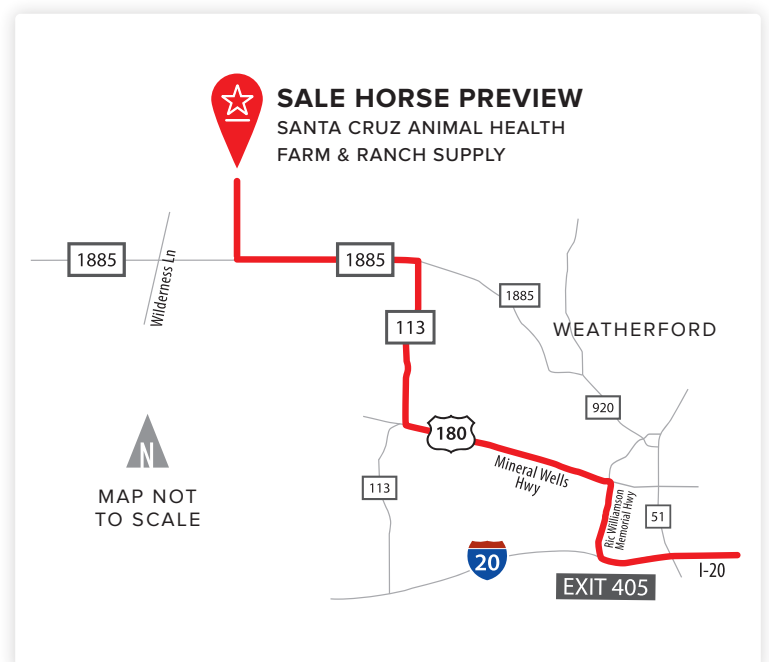 SALE HORSE PREVIEW
SANTA CRUZ ANIMAL HEALTH
FARM & RANCH SUPPLY
1885
Wilderness Ln
1885
1885
113
WEATHERFORD
920
180
Mineral Wells
Hwy
N
MAP NOT
TO SCALE
113
Ric Williamson
Memorial Hwy
51
20
I-20
EXIT 405